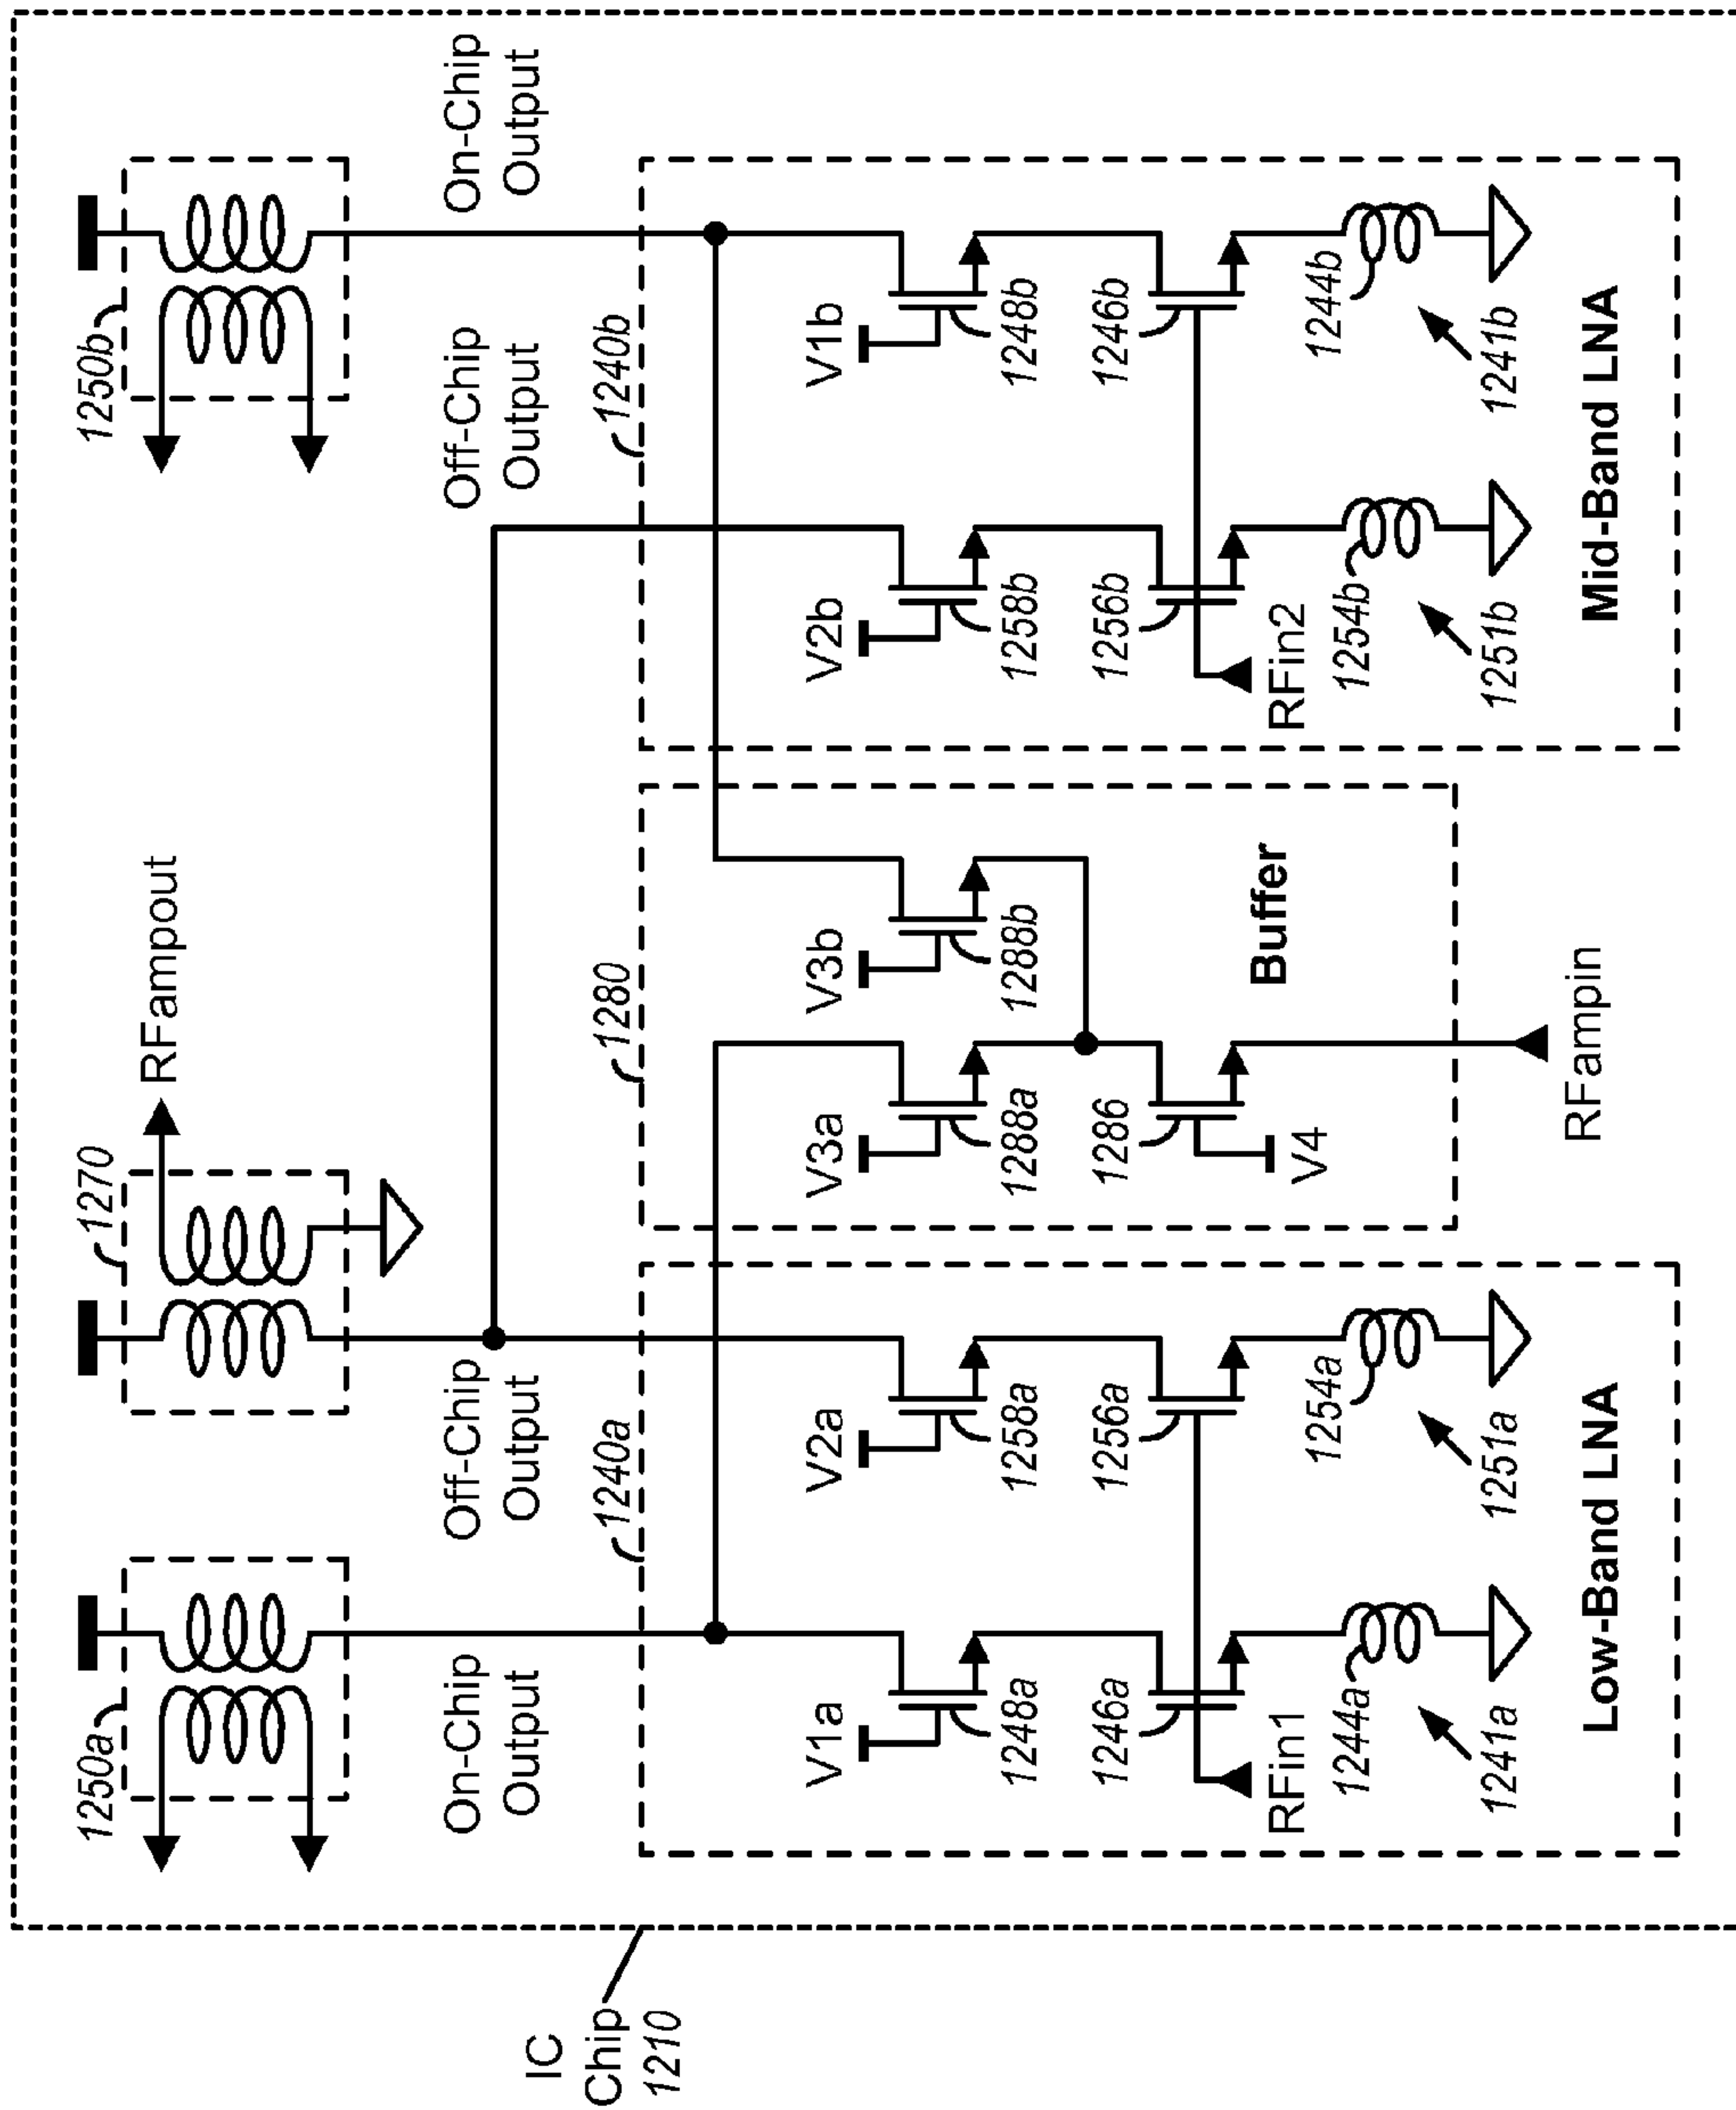 1250a
On-Chip
Output
1270
RFampout
Off-Chip
Output
1250b
Off-Chip
Output
On-Chip
Output
IC
Chip
1210
1240a
1280
1240b
V1a
V2a
V3a
V3b
V2b
V1b
1248a
1258a
1288a
1288b
1258b
1248b
1246a
1256a
1286
1256b
1246b
RFin1
V4
RFin2
1244a
1254a
1254b
1244b
Buffer
1241a
1251a
1251b
1241b
Low-Band LNA
RFampin
Mid-Band LNA